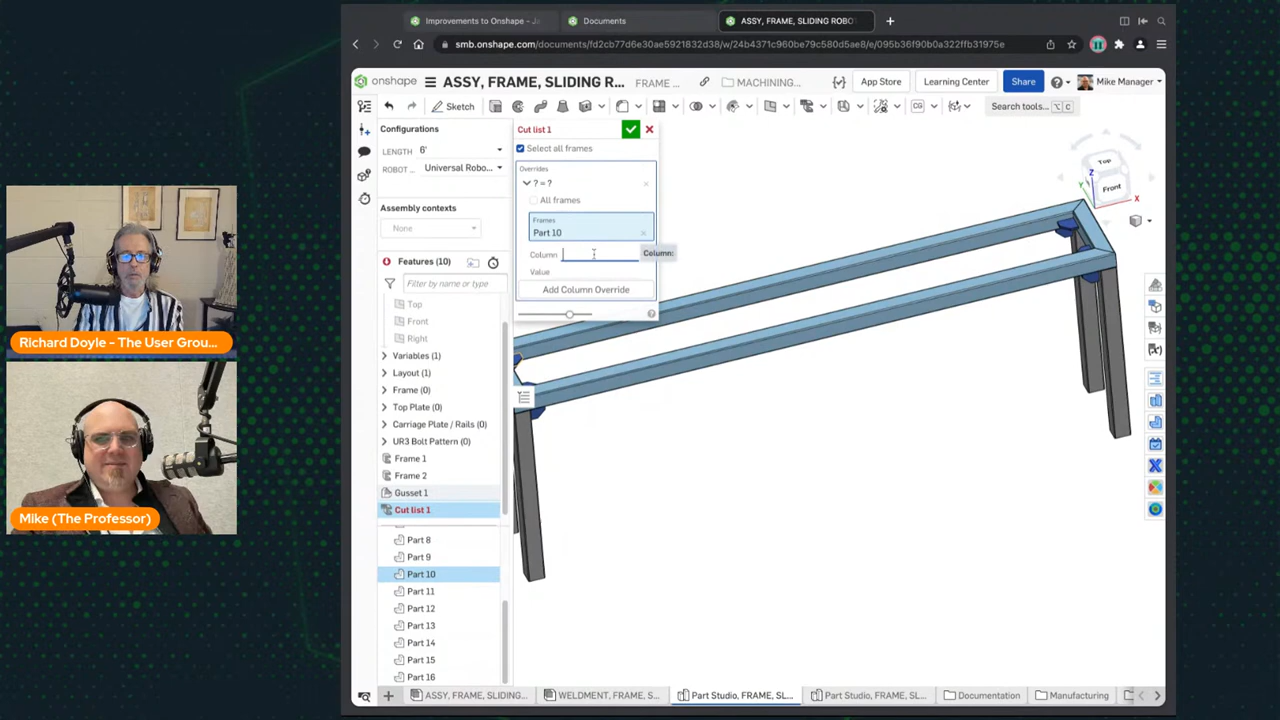 Improvements to Onshape - Ja
Documents
ASSY, FRAME, SLIDING ROBOT
smb.onshape.com/documents/fd2cb77d6e30ae5921832d38/w/24b4371c960be79c580d5ae8/e/095b36f90b0a322ffb31975e
onshape
ASSY, FRAME, SLIDING R...
FRAME ...
MACHINING...
App Store
Learning Center
Share
Mike Manager
Sketch
CG
Search tools...
C
Configurations
LENGTH 6'
ROBOT ... Universal Robo...
Assembly contexts
None
Features (10)
Filter by name or type
Top
Front
Right
Variables (1)
Layout (1)
Frame (0)
Top Plate (0)
Carriage Plate / Rails (0)
UR3 Bolt Pattern (0)
Frame 1
Frame 2
Gusset 1
Cut list 1
Part 8
Part 9
Part 10
Part 11
Part 12
Part 13
Part 14
Part 15
Part 16
Cut list 1
Select all frames
Overrides
? = ?
All frames
Frames
Part 10
Column
Column:
Value
Add Column Override
Top
Front
Z
Y
X
Richard Doyle - The User Grou...
Mike (The Professor)
ASSY, FRAME, SLIDING...
WELDMENT, FRAME, S...
Part Studio, FRAME, SL...
Part Studio, FRAME, SL...
Documentation
Manufacturing